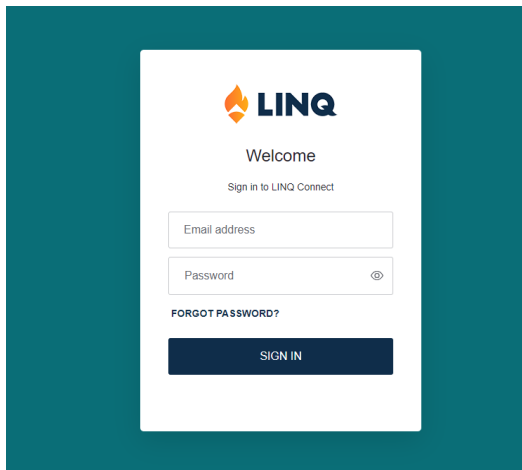 LINQ
Welcome
Sign in to LINQ Connect
Email address
Password
FORGOT PASSWORD?
SIGN IN